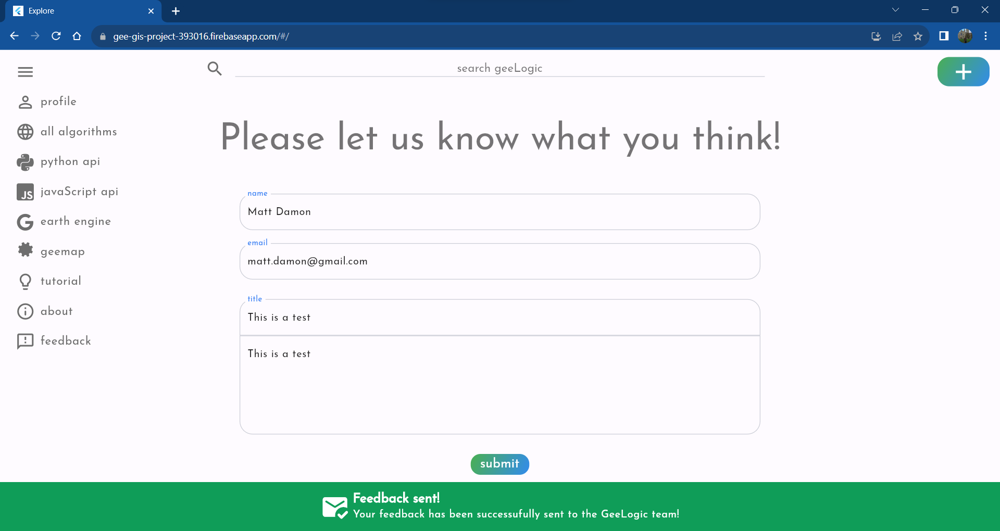 Explore
gee-gis-project-393016.firebaseapp.com/#/
search geeLogic
profile
all algorithms
python api
JS
javaScript api
G
earth engine
geemap
tutorial
about
feedback
Please let us know what you think!
name
Matt Damon
email
matt.damon@gmail.com
title
This is a test
This is a test
submit
Feedback sent!
Your feedback has been successufully sent to the GeeLogic team!